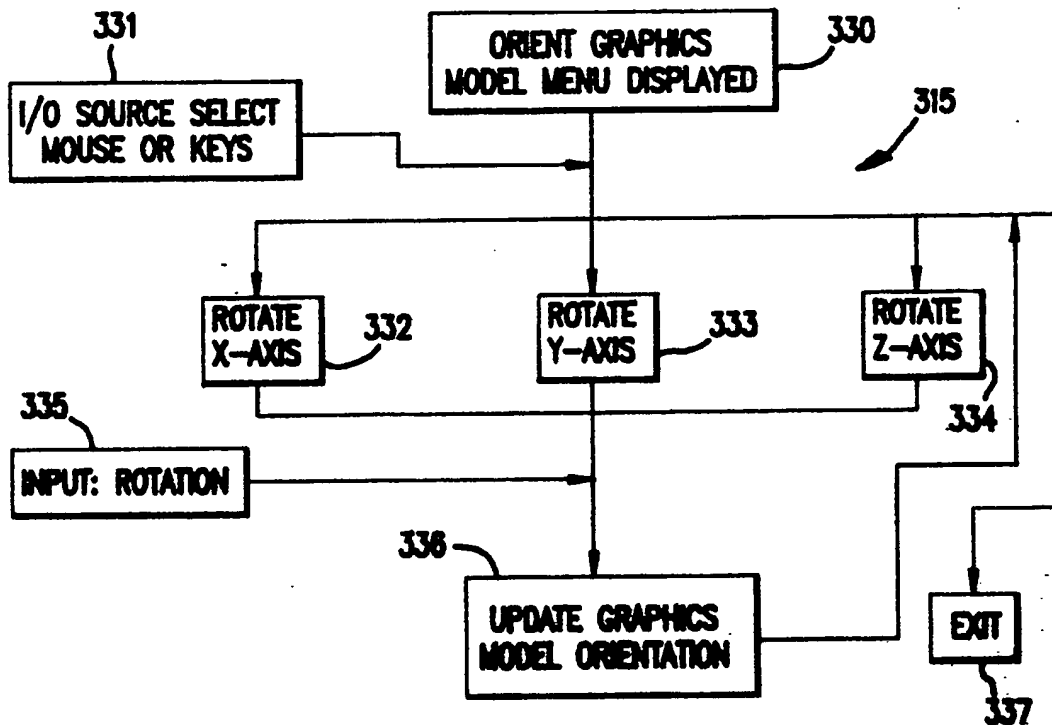 331
I/O SOURCE SELECT
MOUSE OR KEYS
ORIENT GRAPHICS
MODEL MENU DISPLAYED
330
315
ROTATE
X-AXIS
332
ROTATE
Y-AXIS
333
ROTATE
Z-AXIS
334
335
INPUT: ROTATION
336
UPDATE GRAPHICS
MODEL ORIENTATION
EXIT
337